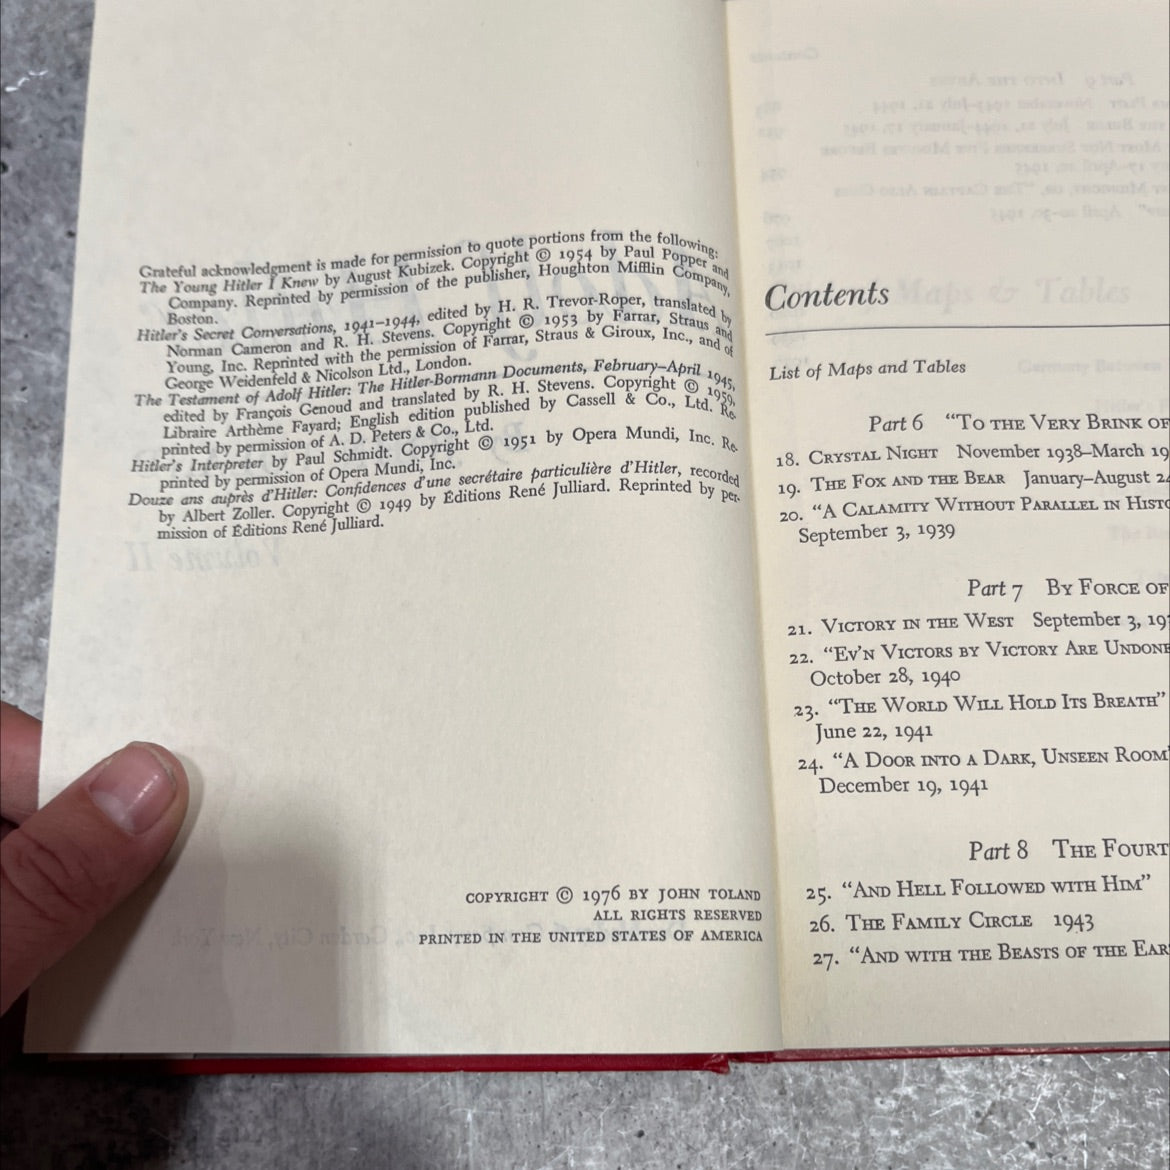 Grateful acknowledgment is made for permission to quote portions from the following:
The Young Hitler I Knew by August Kubizek. Copyright © 1954 by Paul Popper and
Company. Reprinted by permission of the publisher, Houghton Mifflin Company,
Boston.
Hitler's Secret Conversations, 1941–1944, edited by H. R. Trevor-Roper, translated by
Norman Cameron and R. H. Stevens. Copyright © 1953 by Farrar, Straus and
Young, Inc. Reprinted with the permission of Farrar, Straus & Giroux, Inc., and of
George Weidenfeld & Nicolson Ltd., London.
The Testament of Adolf Hitler: The Hitler-Bormann Documents, February–April 1945,
edited by François Genoud and translated by R. H. Stevens. Copyright © 1959,
Libraire Arthème Fayard; English edition published by Cassell & Co., Ltd. Re-
printed by permission of A. D. Peters & Co., Ltd.
Hitler's Interpreter by Paul Schmidt. Copyright © 1951 by Opera Mundi, Inc. Re-
printed by permission of Opera Mundi, Inc.
Douze ans auprès d'Hitler: Confidences d'une secrétaire particulière d'Hitler, recorded
by Albert Zoller. Copyright © 1949 by Éditions René Julliard. Reprinted by per-
mission of Éditions René Julliard.
COPYRIGHT © 1976 BY JOHN TOLAND
ALL RIGHTS RESERVED
PRINTED IN THE UNITED STATES OF AMERICA
Contents
List of Maps and Tables
Part 6 "TO THE VERY BRINK OF
18. CRYSTAL NIGHT November 1938–March 19
19. THE FOX AND THE BEAR January–August 24
20. "A CALAMITY WITHOUT PARALLEL IN HISTO
September 3, 1939
Part 7 BY FORCE OF
21. VICTORY IN THE WEST September 3, 19
22. "EV'N VICTORS BY VICTORY ARE UNDONE
October 28, 1940
23. "THE WORLD WILL HOLD ITS BREATH"
June 22, 1941
24. "A DOOR INTO A DARK, UNSEEN ROOM"
December 19, 1941
Part 8 THE FOURT
25. "AND HELL FOLLOWED WITH HIM"
26. THE FAMILY CIRCLE 1943
27. "AND WITH THE BEASTS OF THE EAR